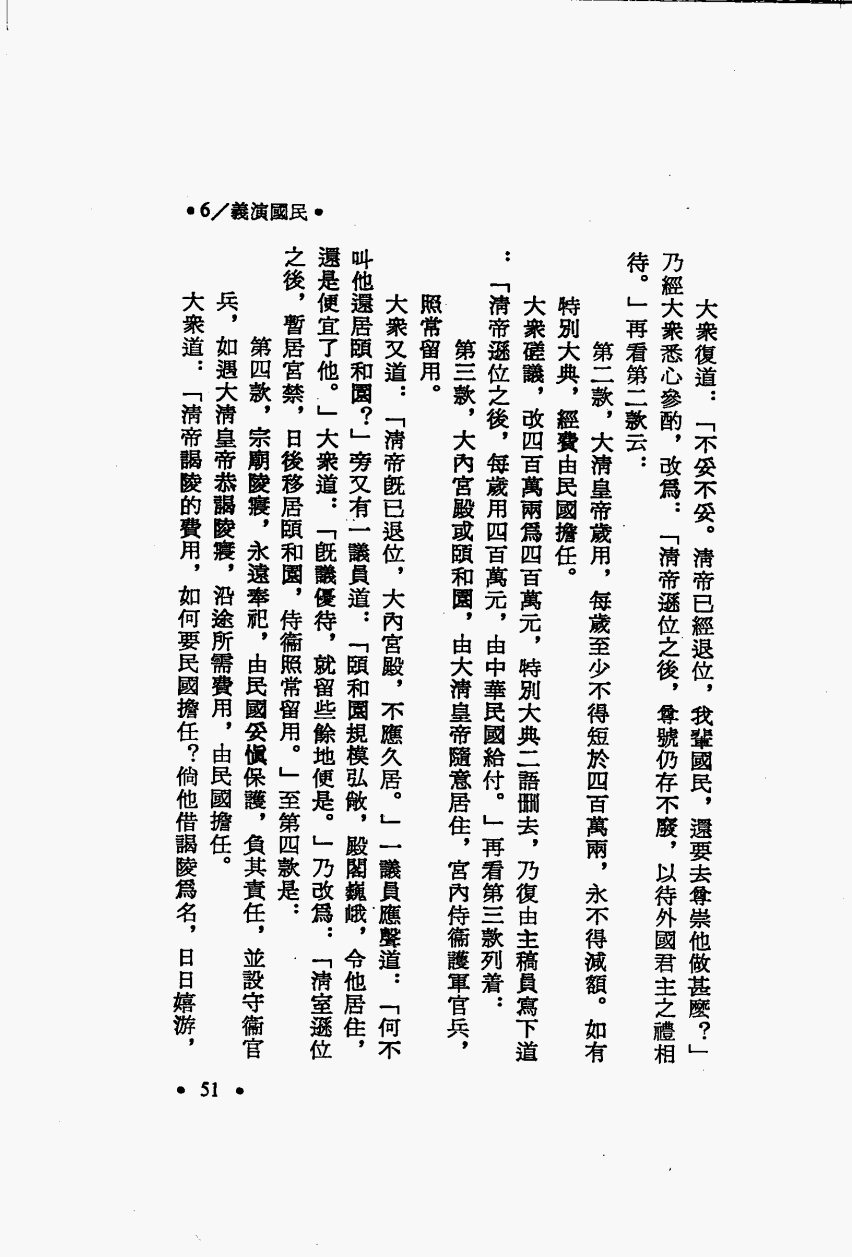 •民國演義/6•
大衆復道：「不妥不妥。淸帝已經退位，我輩國民，還要去尊崇他做甚麼？」
乃經大衆悉心參酌，改爲：「淸帝遜位之後，尊號仍存不廢，以待外國君主之禮相
待。」再看第二款云：
第二款，大淸皇帝歲用，每歲至少不得短於四百萬兩，永不得減額。如有
特別大典，經費由民國擔任。
大衆磋議，改四百萬兩爲四百萬元，特別大典二語刪去，乃復由主稿員寫下道
：「淸帝遜位之後，每歲用四百萬元，由中華民國給付。」再看第三款列着：
第三款，大內宮殿或頤和園，由大淸皇帝隨意居住，宮內侍衞護軍官兵，
照常留用。
大衆又道：「淸帝旣已退位，大內宮殿，不應久居。」一議員應聲道：「何不
叫他還居頤和園？」旁又有一議員道：「頤和園規模弘敞，殿閣巍峨，令他居住，
還是便宜了他。」大衆道：「旣議優待，就留些餘地便是。」乃改爲：「淸室遜位
之後，暫居宮禁，日後移居頤和園，侍衞照常留用。」至第四款是：
第四款，宗廟陵寢，永遠奉祀，由民國妥愼保護，負其責任，並設守衞官
兵，如遇大淸皇帝恭謁陵寢，沿途所需費用，由民國擔任。
大衆道：「淸帝謁陵的費用，如何要民國擔任？倘他借謁陵爲名，日日嬉游，
• 51 •